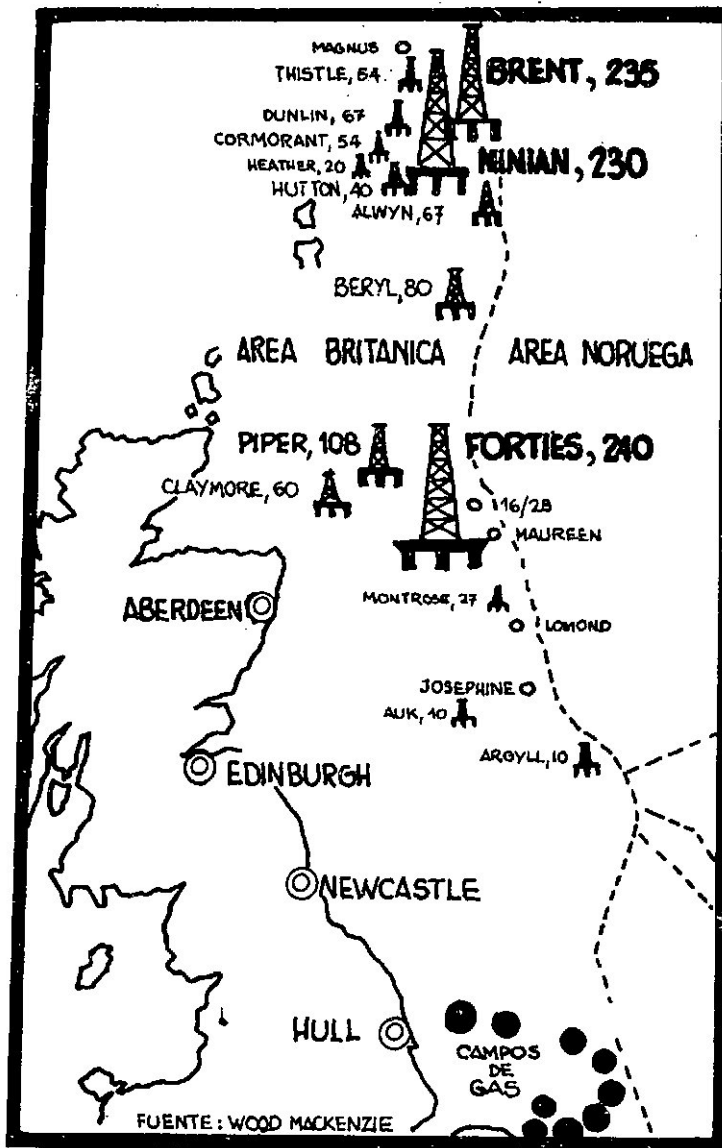 MAGNUS
THISTLE, 54
BRENT, 235
DUNLIN, 67
CORMORANT, 54
HEATHER, 20
NINIAN, 230
HUTTON, 40
ALWYN, 67
BERYL, 80
AREA BRITANICA
AREA NORUEGA
PIPER, 108
FORTIES, 240
CLAYMORE, 60
16/28
MAUREEN
MONTROSE, 27
ABERDEEN
LOMOND
JOSEPHINE
AUK, 10
ARGYLL, 10
EDINBURGH
NEWCASTLE
HULL
CAMPOS
DE
GAS
FUENTE: WOOD MACKENZIE